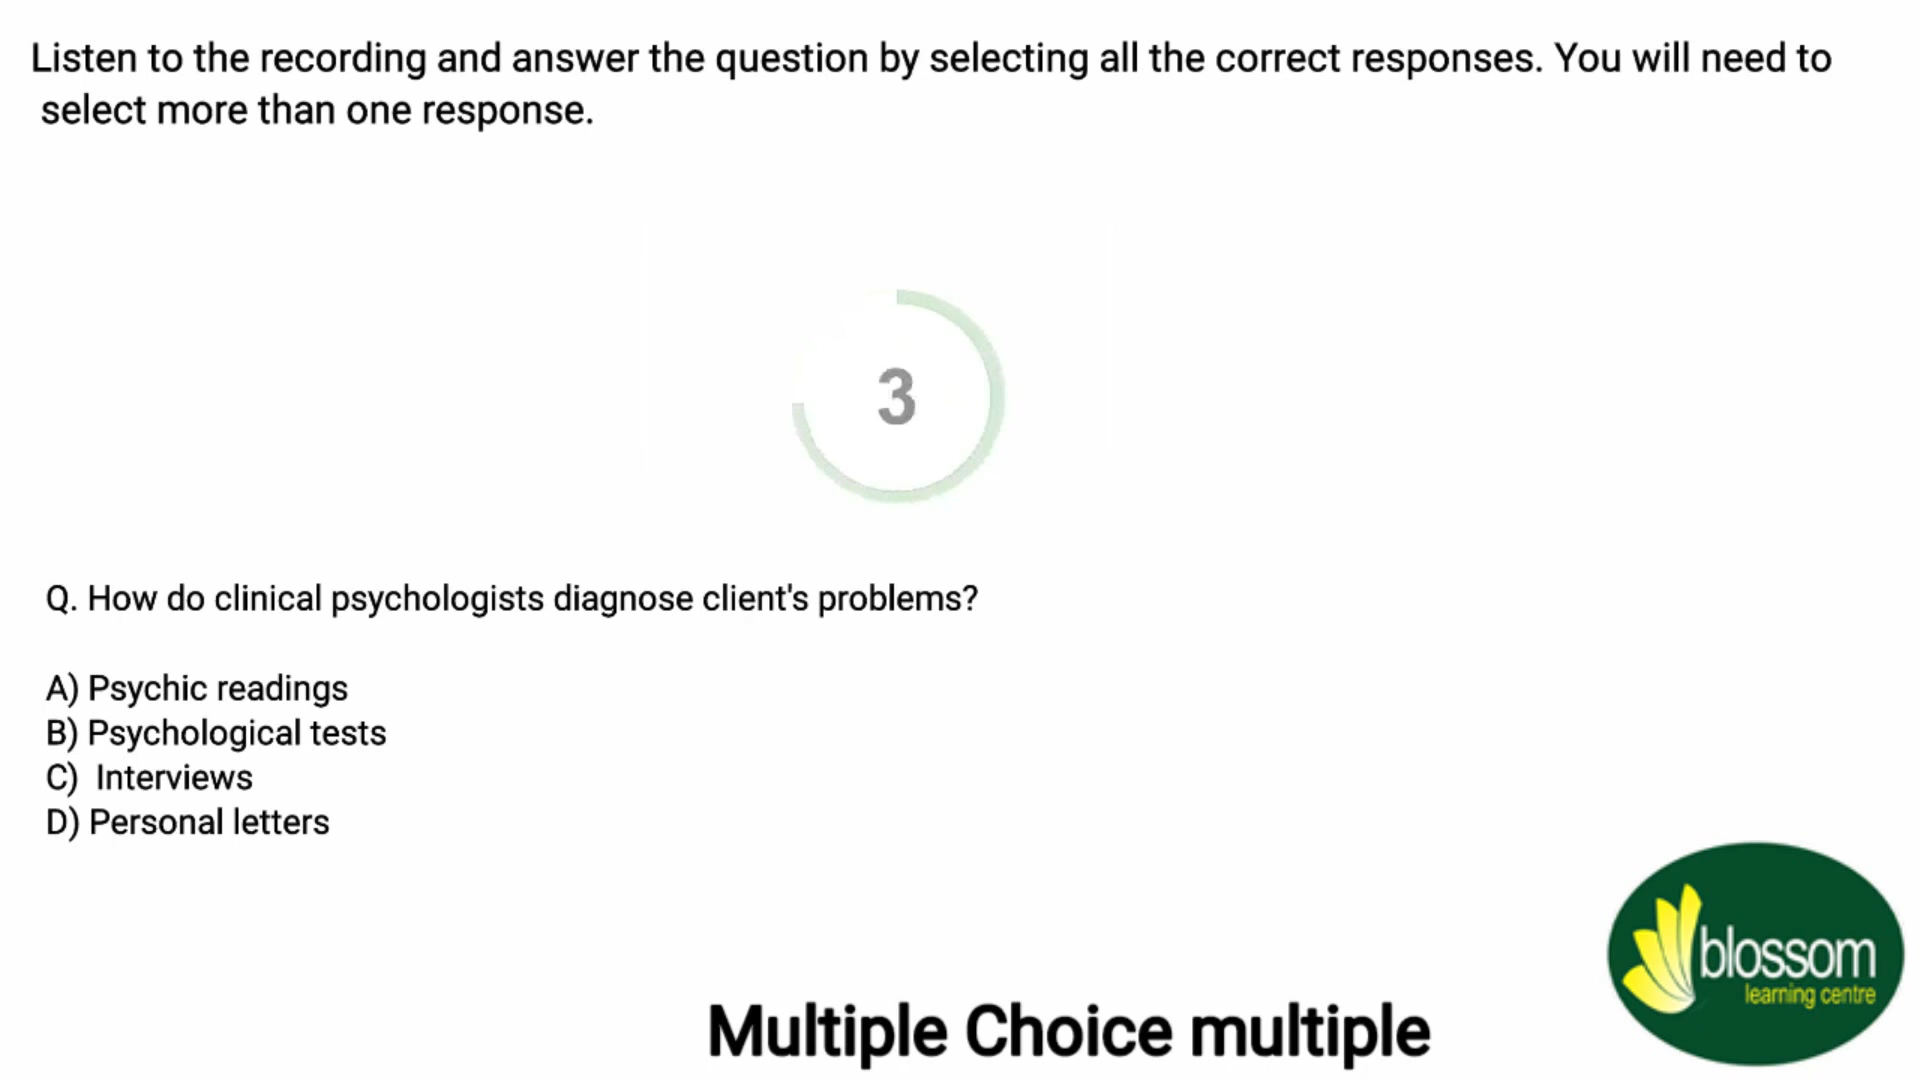 Listen to the recording and answer the question by selecting all the correct responses. You will need to
select more than one response.
3
Q. How do clinical psychologists diagnose client's problems?
A) Psychic readings
B) Psychological tests
C) Interviews
D) Personal letters
blossom
learning centre
Multiple Choice multiple